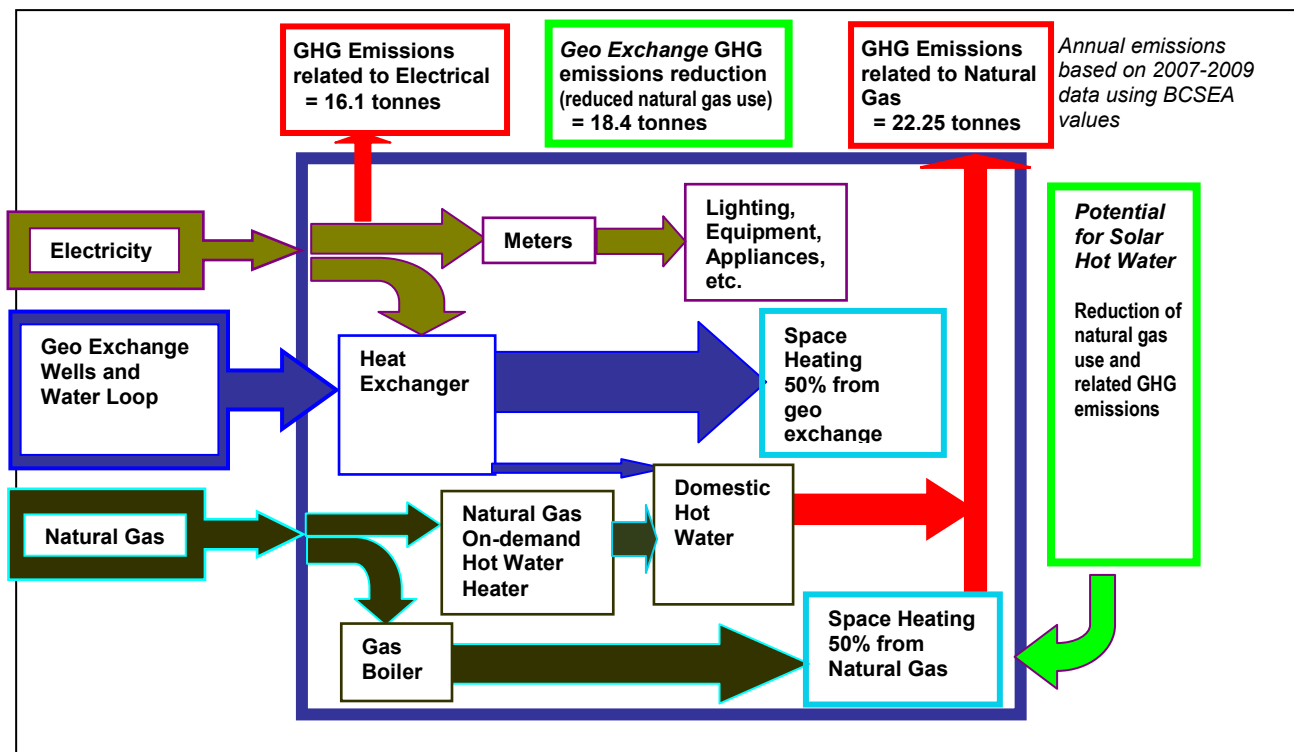 GHG Emissions
related to Electrical
= 16.1 tonnes
Geo Exchange GHG
emissions reduction
(reduced natural gas use)
= 18.4 tonnes
GHG Emissions
related to Natural
Gas
= 22.25 tonnes
Annual emissions
based on 2007-2009
data using BCSEA
values
Electricity
Meters
Lighting,
Equipment,
Appliances,
etc.
Potential
for Solar
Hot Water
Reduction of
natural gas
use and
related GHG
emissions
Geo Exchange
Wells and
Water Loop
Heat
Exchanger
Space
Heating
50% from
geo
exchange
Natural Gas
Natural Gas
On-demand
Hot Water
Heater
Domestic
Hot
Water
Gas
Boiler
Space Heating
50% from
Natural Gas